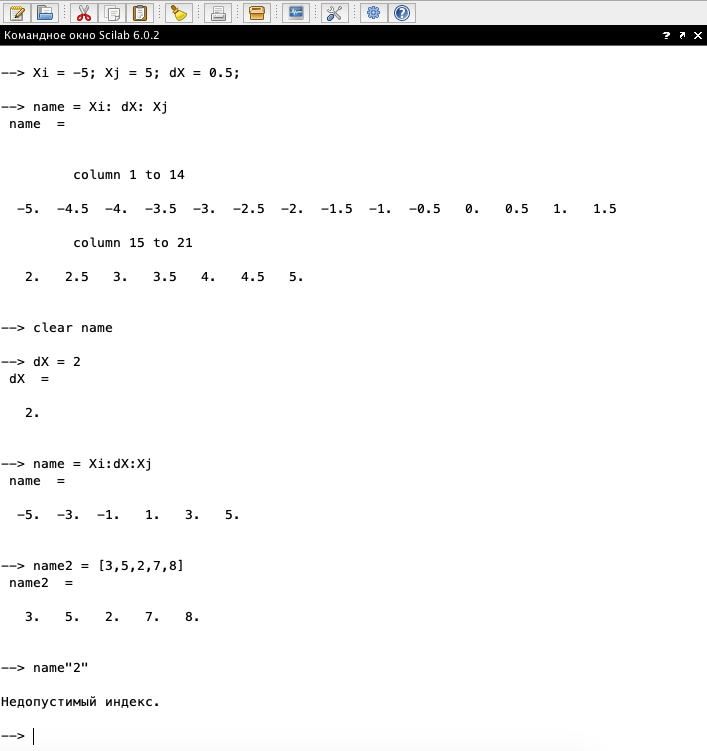 Командное окно Scilab 6.0.2
? ↗ ✕
--> Xi = -5; Xj = 5; dX = 0.5;
--> name = Xi: dX: Xj
name  =
column 1 to 14
-5.  -4.5  -4.  -3.5  -3.  -2.5  -2.  -1.5  -1.  -0.5   0.   0.5   1.   1.5
column 15 to 21
2.   2.5   3.   3.5   4.   4.5   5.
--> clear name
--> dX = 2
dX  =
2.
--> name = Xi:dX:Xj
name  =
-5.  -3.  -1.   1.   3.   5.
--> name2 = [3,5,2,7,8]
name2  =
3.   5.   2.   7.   8.
--> name"2"
Недопустимый индекс.
-->